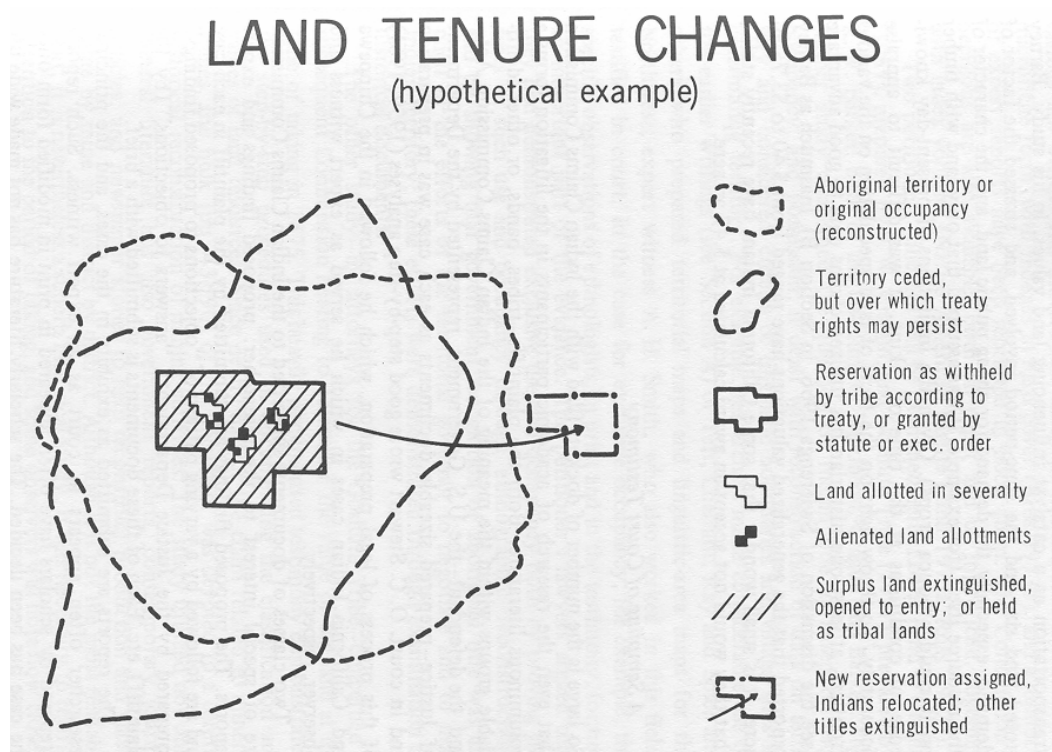 LAND TENURE CHANGES
(hypothetical example)
Aboriginal territory or
original occupancy
(reconstructed)
Territory ceded,
but over which treaty
rights may persist
Reservation as withheld
by tribe according to
treaty, or granted by
statute or exec. order
Land allotted in severalty
Alienated land allottments
Surplus land extinguished,
opened to entry; or held
as tribal lands
New reservation assigned,
Indians relocated; other
titles extinguished